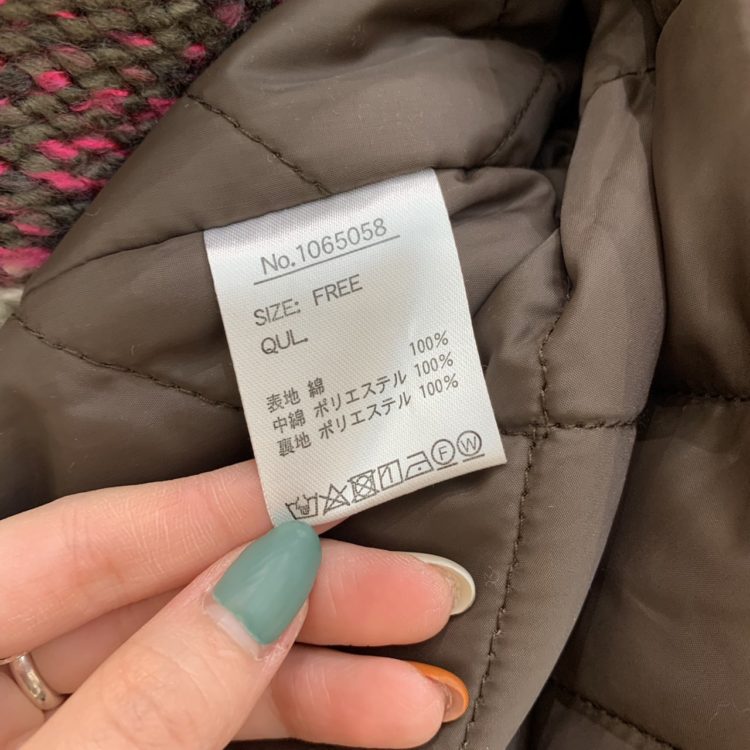 No.1065058
SIZE: FREE
QUL.
表地 綿 100%
中綿 ポリエステル 100%
裏地 ポリエステル 100%
F W